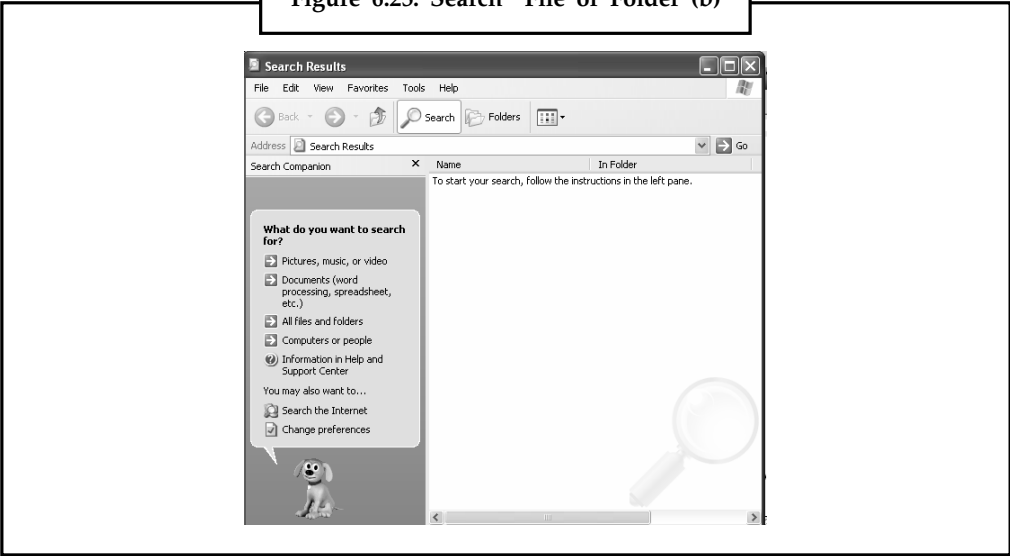 Figure 6.25: Search File or Folder (b)
Search Results
File Edit View Favorites Tools Help
Back Search Folders
Address Search Results Go
Search Companion Name In Folder
To start your search, follow the instructions in the left pane.
What do you want to search
for?
Pictures, music, or video
Documents (word
processing, spreadsheet,
etc.)
All files and folders
Computers or people
Information in Help and
Support Center
You may also want to...
Search the Internet
Change preferences